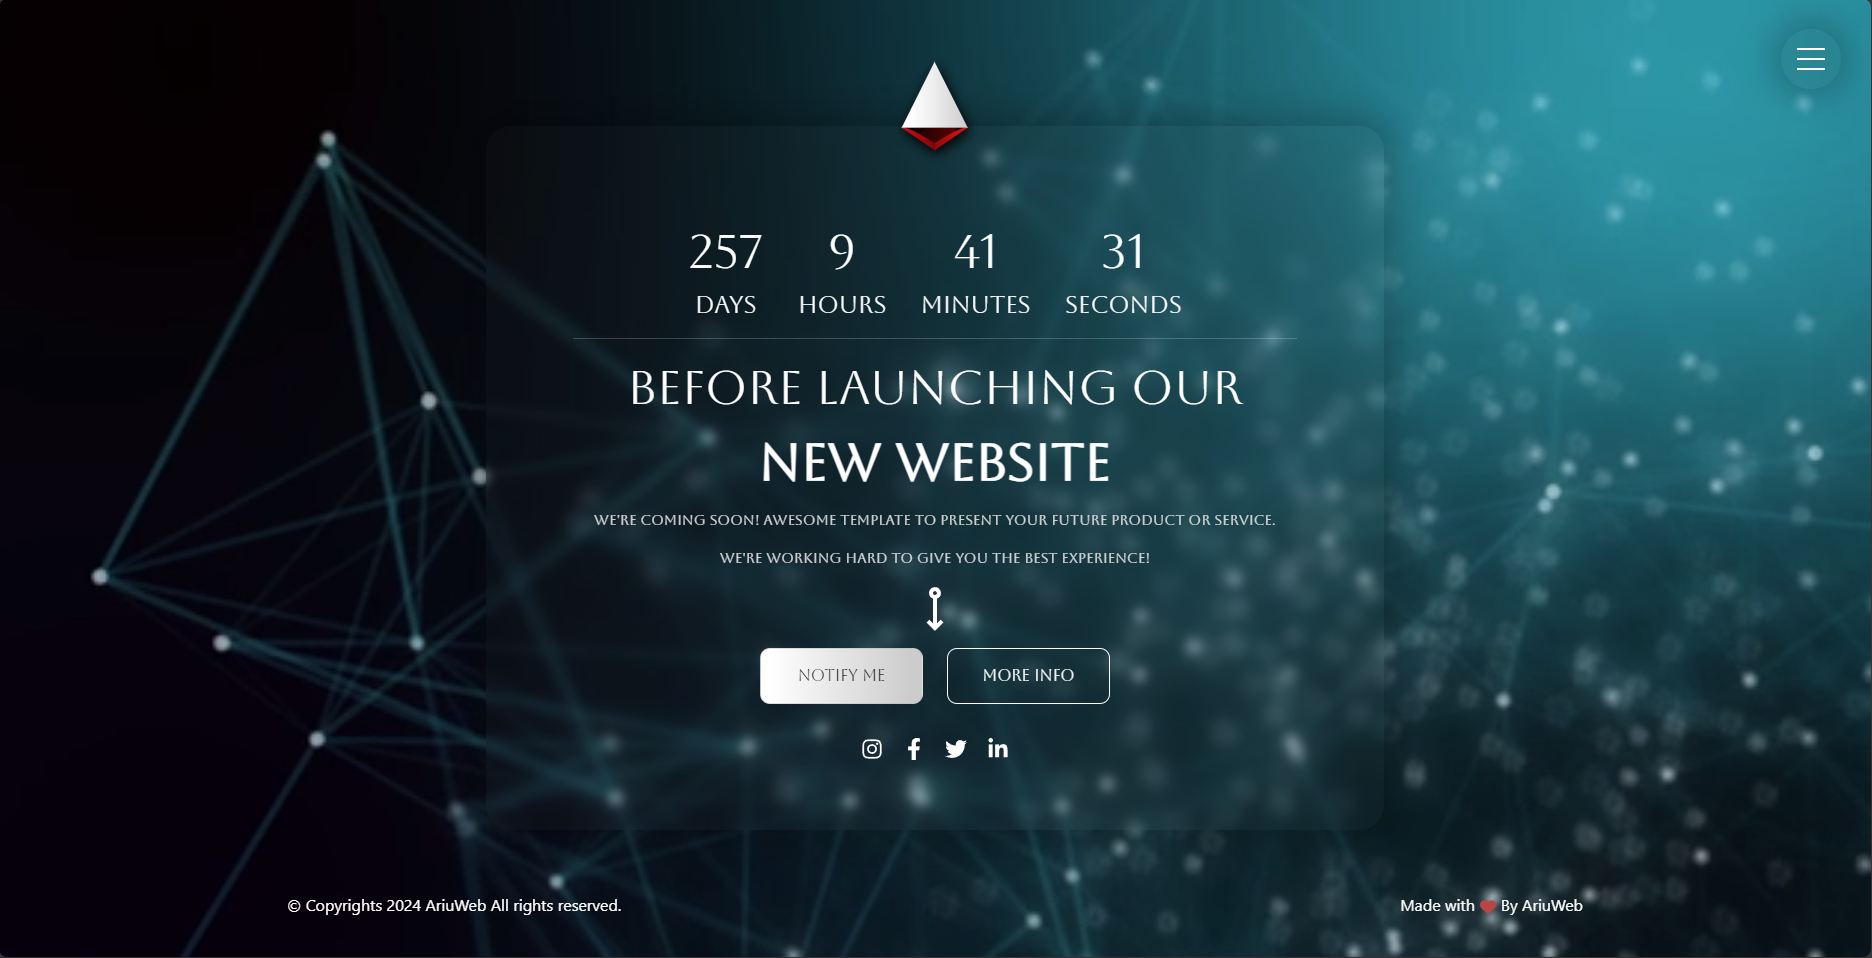 257 9 41 31
DAYS HOURS MINUTES SECONDS
BEFORE LAUNCHING OUR
NEW WEBSITE
WE'RE COMING SOON! AWESOME TEMPLATE TO PRESENT YOUR FUTURE PRODUCT OR SERVICE.
WE'RE WORKING HARD TO GIVE YOU THE BEST EXPERIENCE!
NOTIFY ME MORE INFO
© Copyrights 2024 AriuWeb All rights reserved. Made with ❤ By AriuWeb